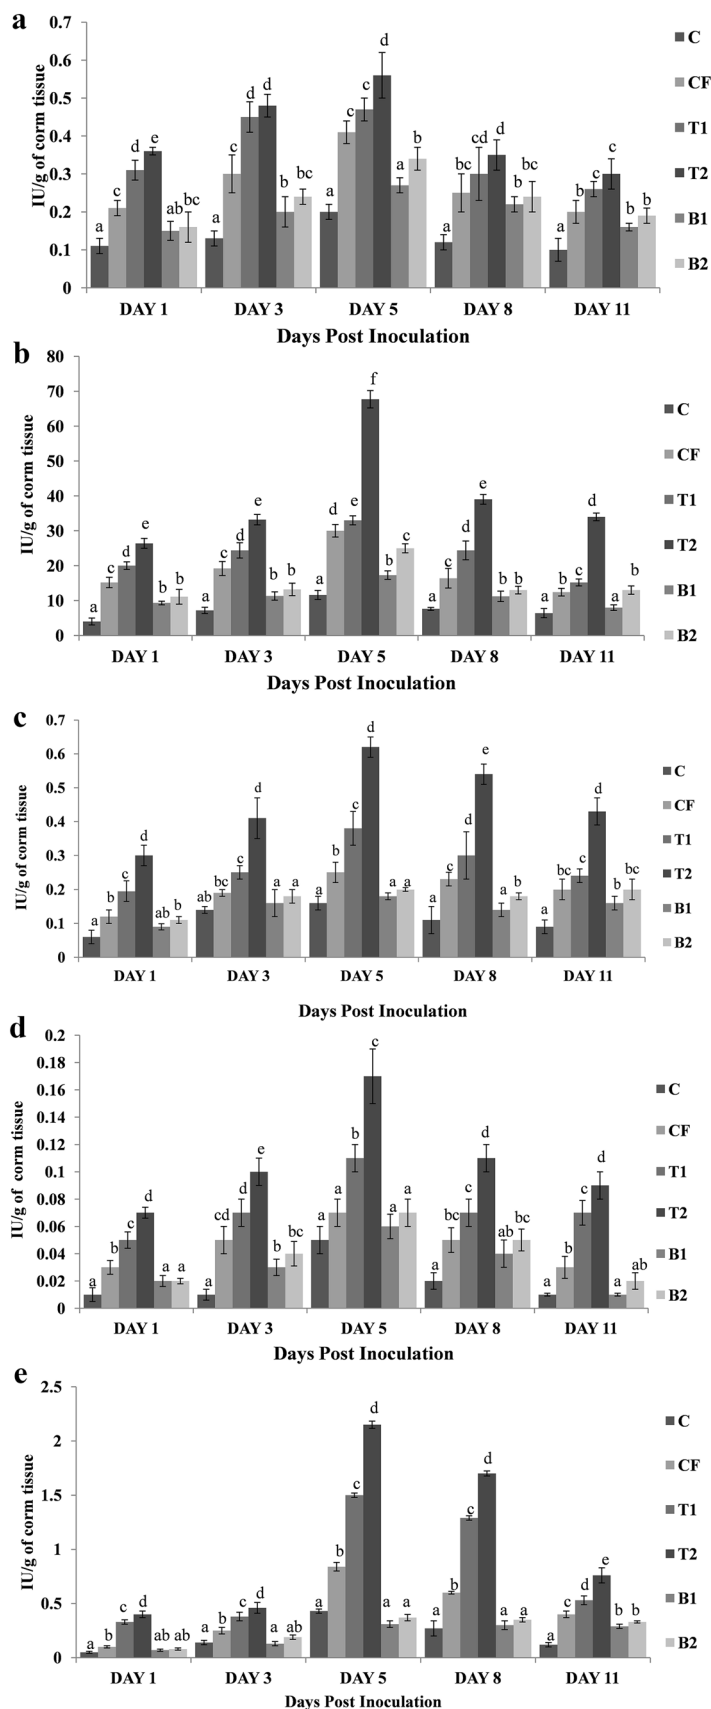 a
0.7
0.6
0.5
0.4
0.3
0.2
0.1
0
IU/g of corm tissue
a c d e ab bc
a c d d b b
a c c d a b
a bc cd d bc bc
a b c c b b
DAY 1 DAY 3 DAY 5 DAY 8 DAY 11
Days Post Inoculation
C
CF
T1
T2
B1
B2
b
80
70
60
50
40
30
20
10
0
IU/g of corm tissue
a c d e b b
a c d e b b
a d e f b c
a c d e b b
a b c d a b
DAY 1 DAY 3 DAY 5 DAY 8 DAY 11
Days Post Inoculation
C
CF
T1
T2
B1
B2
c
0.7
0.6
0.5
0.4
0.3
0.2
0.1
0
IU/g of corm tissue
a b c d ab b
ab bc c d a a
a b c d a a
a c d e a b
a bc c d b bc
DAY 1 DAY 3 DAY 5 DAY 8 DAY 11
Days Post Inoculation
C
CF
T1
T2
B1
B2
d
0.2
0.18
0.16
0.14
0.12
0.1
0.08
0.06
0.04
0.02
0
IU/g of corm tissue
a b c d a a
a cd d e b bc
a a b c a a
a bc c d ab bc
a b c d a ab
DAY 1 DAY 3 DAY 5 DAY 8 DAY 11
Days Post Inoculation
C
CF
T1
T2
B1
B2
e
2.5
2
1.5
1
0.5
0
IU/g of corm tissue
a b c d ab ab
a b c d a ab
a b c d a a
a b c d a a
a c d e b b
DAY 1 DAY 3 DAY 5 DAY 8 DAY 11
Days Post Inoculation
C
CF
T1
T2
B1
B2